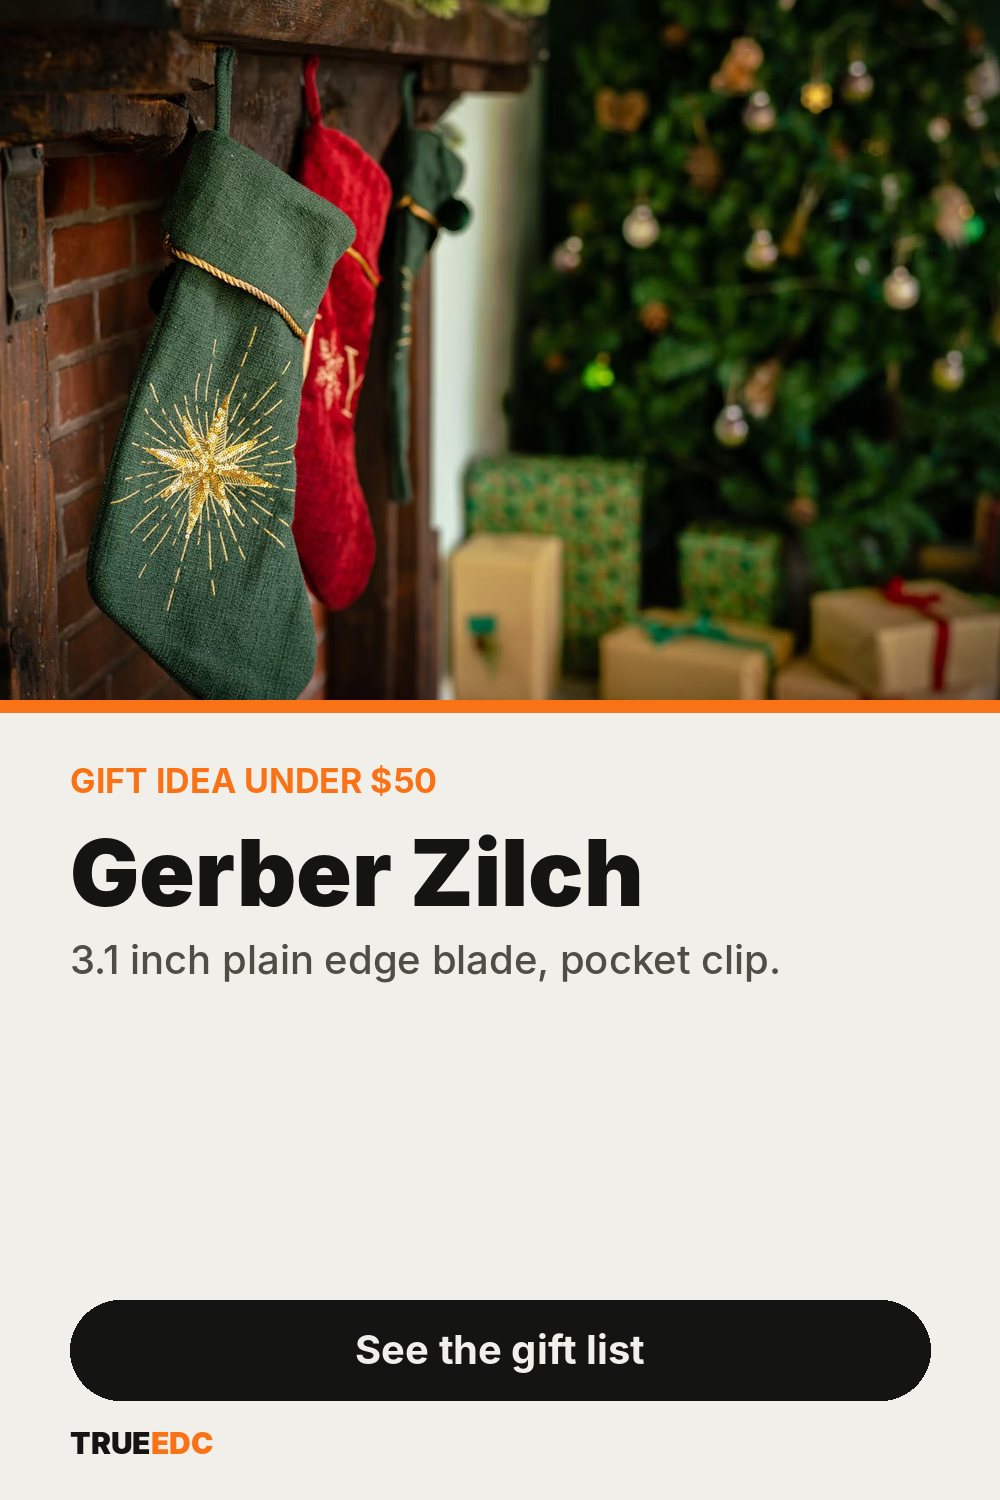 GIFT IDEA UNDER $50
Gerber Zilch
3.1 inch plain edge blade, pocket clip.
See the gift list
TRUEEDC